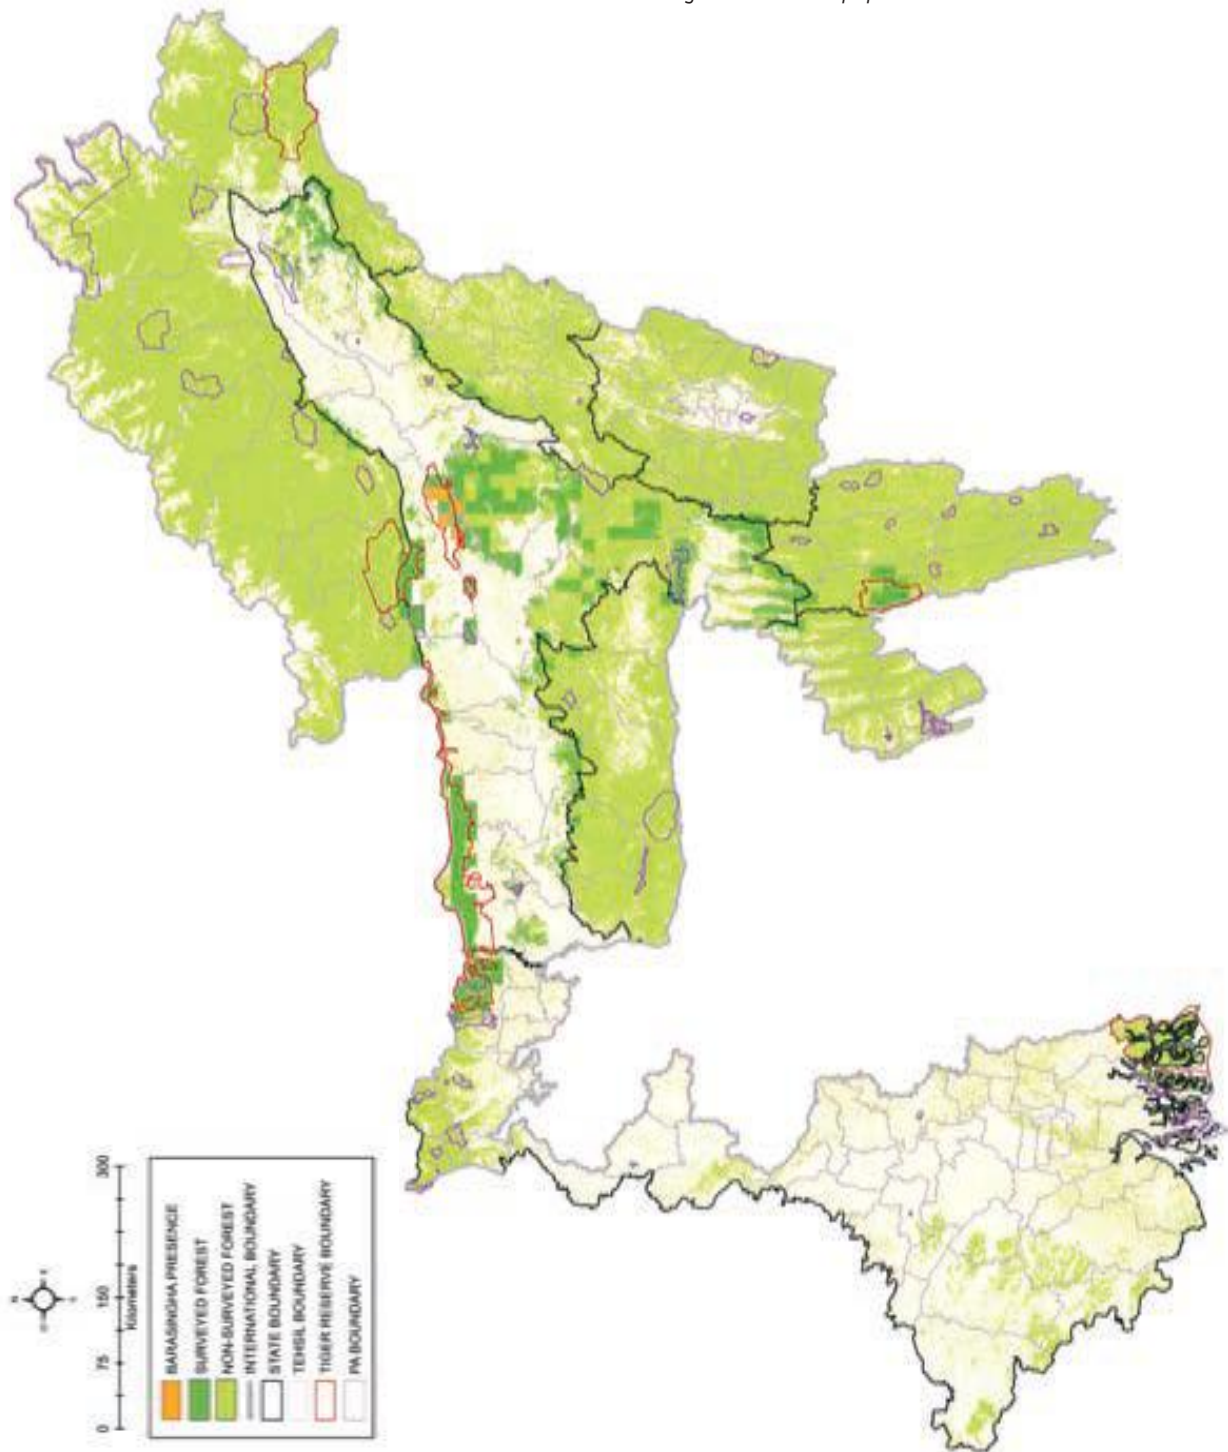 0 75 150 300
Kilometers
BARASINGHA PRESENCE
SURVEYED FOREST
NON-SURVEYED FOREST
INTERNATIONAL BOUNDARY
STATE BOUNDARY
TEHSIL BOUNDARY
TIGER RESERVE BOUNDARY
PA BOUNDARY